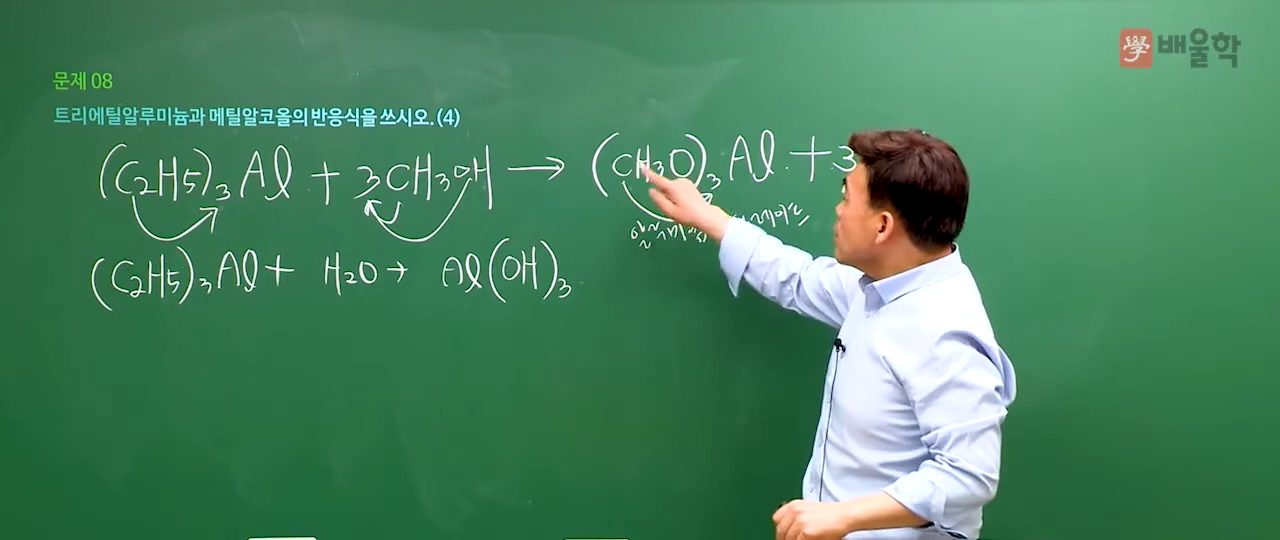 學 배울학
문제 08
트리에틸알루미늄과 메틸알코올의 반응식을 쓰시오. (4)
(C2H5)3Al + 3CH3OH → (CH3O)3Al + 3
(C2H5)3Al + H2O → Al(OH)3